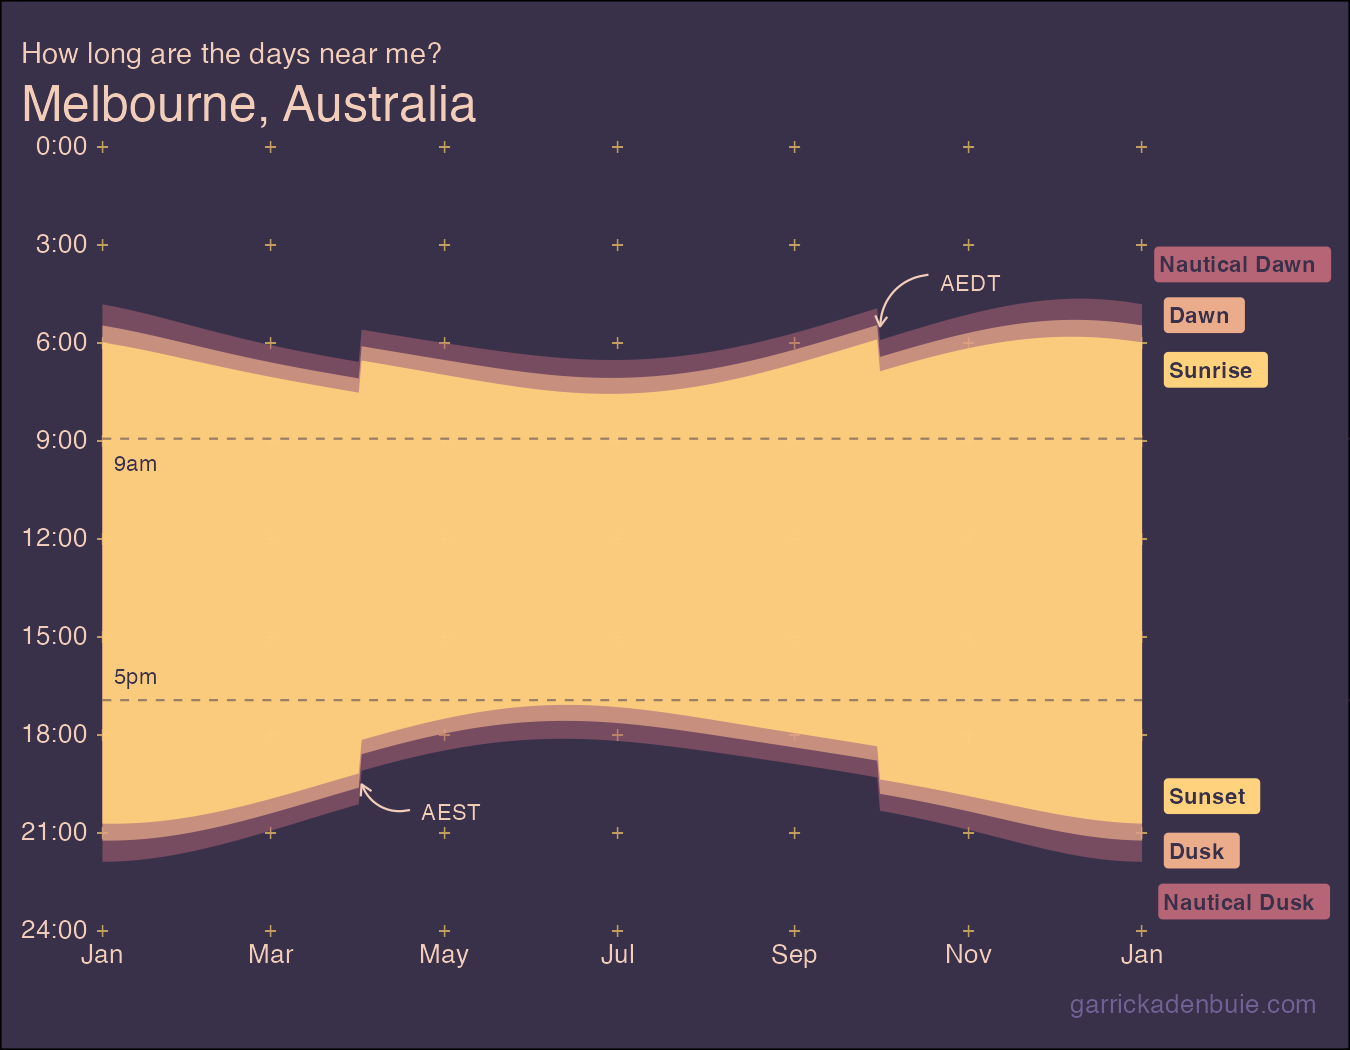 How long are the days near me?
Melbourne, Australia
0:00
3:00
Nautical Dawn
AEDT
Dawn
6:00
Sunrise
9:00
9am
12:00
15:00
5pm
18:00
Sunset
AEST
21:00
Dusk
Nautical Dusk
24:00
Jan Mar May Jul Sep Nov Jan
garrickadenbuie.com